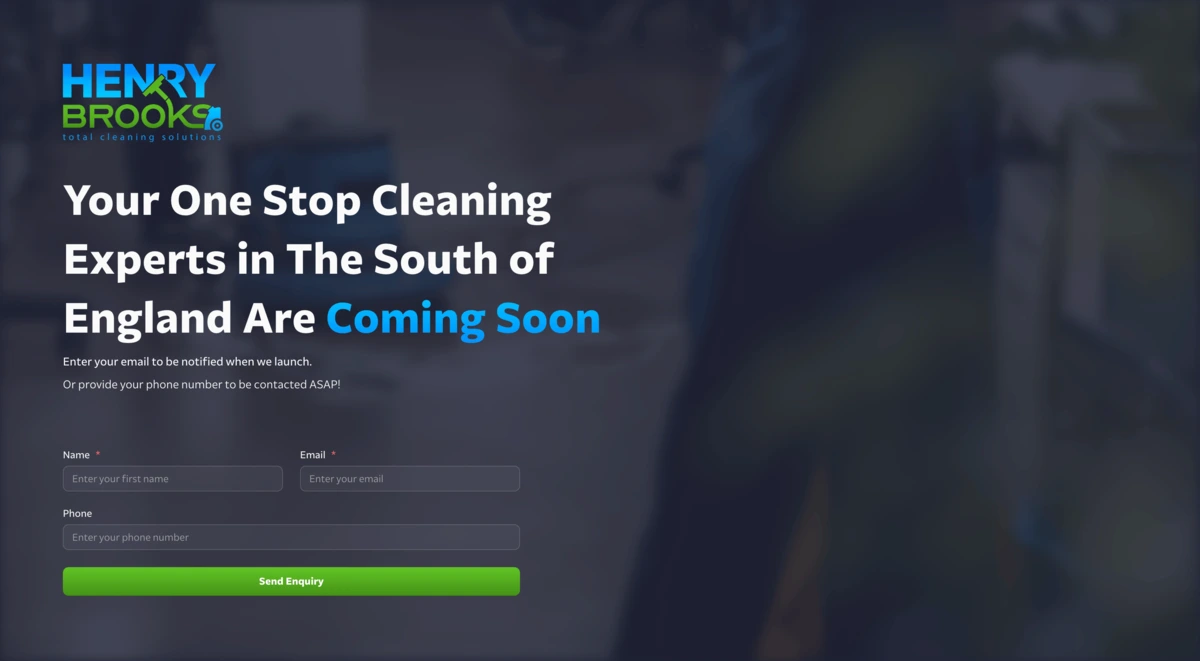 HENRY
BROOKS
total cleaning solutions
Your One Stop Cleaning
Experts in The South of
England Are Coming Soon
Enter your email to be notified when we launch.
Or provide your phone number to be contacted ASAP!
Name * Email *
Enter your first name Enter your email
Phone
Enter your phone number
Send Enquiry